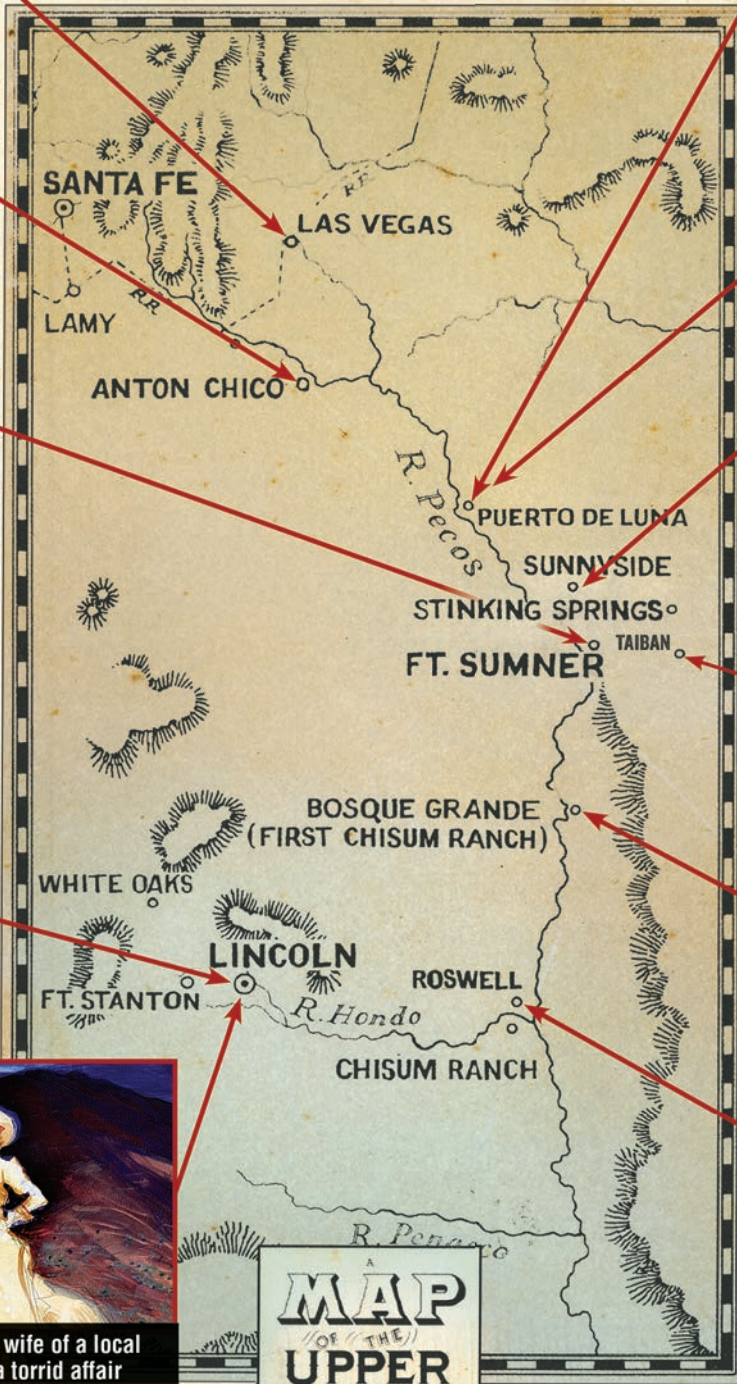 R.R.
SANTA FE
LAS VEGAS
LAMY
R.R.
ANTON CHICO
R. Pecos
PUERTO DE LUNA
SUNNYSIDE
STINKING SPRINGS
TAIBAN
FT. SUMNER
BOSQUE GRANDE
(FIRST CHISUM RANCH)
WHITE OAKS
LINCOLN
FT. STANTON
ROSWELL
R. Hondo
CHISUM RANCH
R. Penasco
wife of a local
a torrid affair
A
MAP
OF THE
UPPER